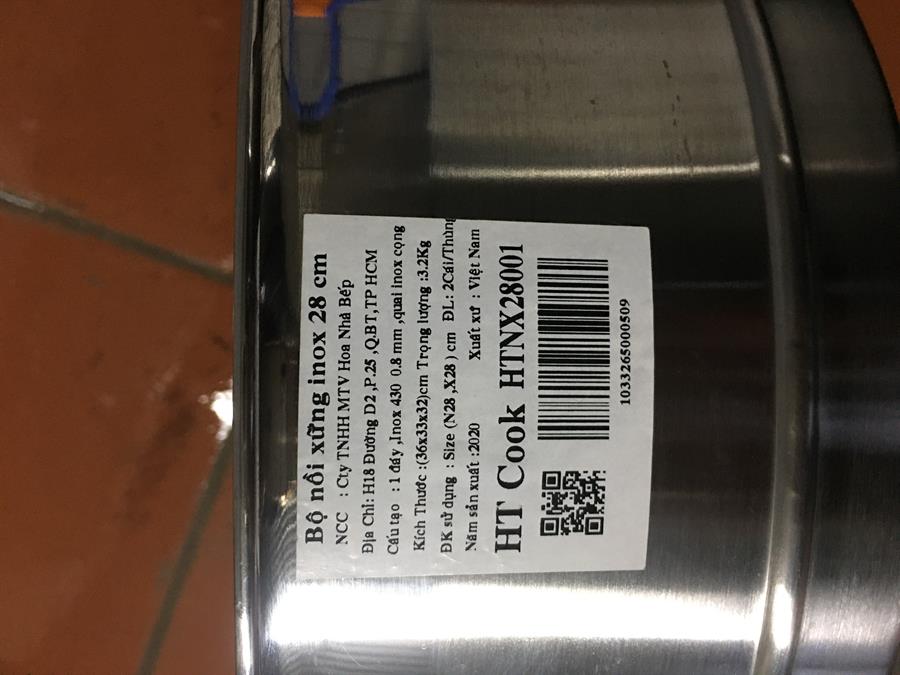 Bộ nồi xửng inox 28 cm
NCC : Cty TNHH MTV Hoa Nhà Bếp
Địa Chỉ: H18 Đường D2 ,P.25 ,Q.BT,TP HCM
Cấu tạo : 1 đáy ,Inox 430 0.8 mm ,quai inox cọng
Kích Thước :(36x33x32)cm Trọng lượng :3.2Kg
ĐK sử dụng : Size (N28 ,X28 ) cm ĐL: 2Cái/Thùng
Năm sản xuất :2020 Xuất xứ : Việt Nam
HT Cook HTNX28001
1033265000509